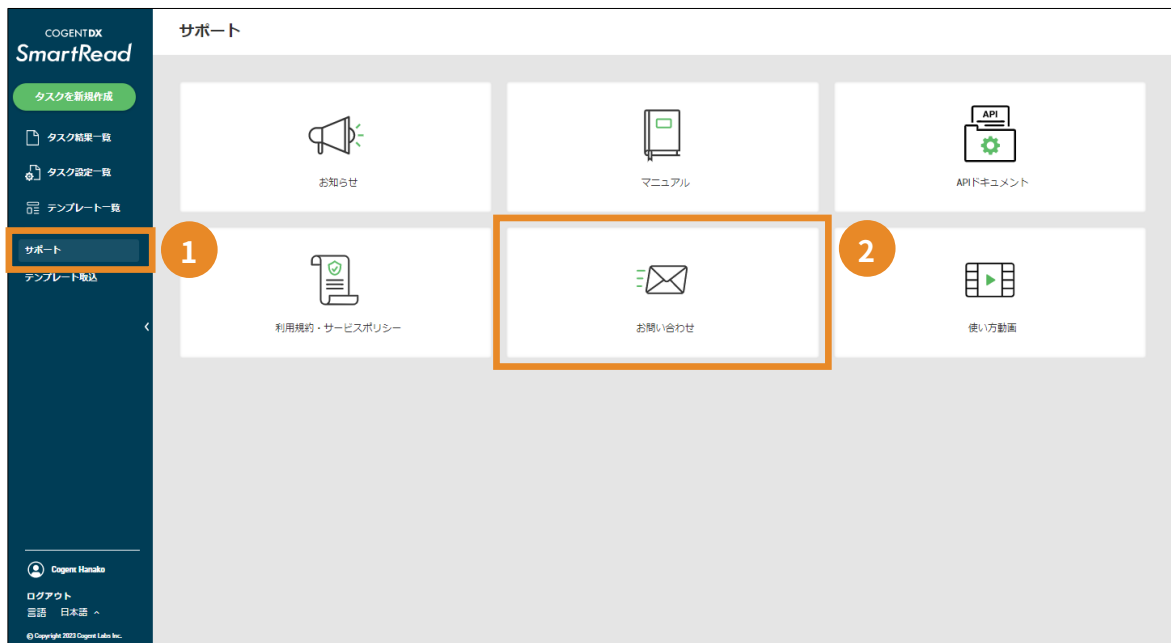 COGENT DX
SmartRead
タスクを新規作成
タスク結果一覧
タスク設定一覧
テンプレート一覧
サポート
テンプレート取込
Cogent Hanako
ログアウト
言語 日本語
© Copyright 2023 Cogent Labs Inc.
サポート
お知らせ
マニュアル
API
APIドキュメント
1
利用規約・サービスポリシー
お問い合わせ
2
使い方動画